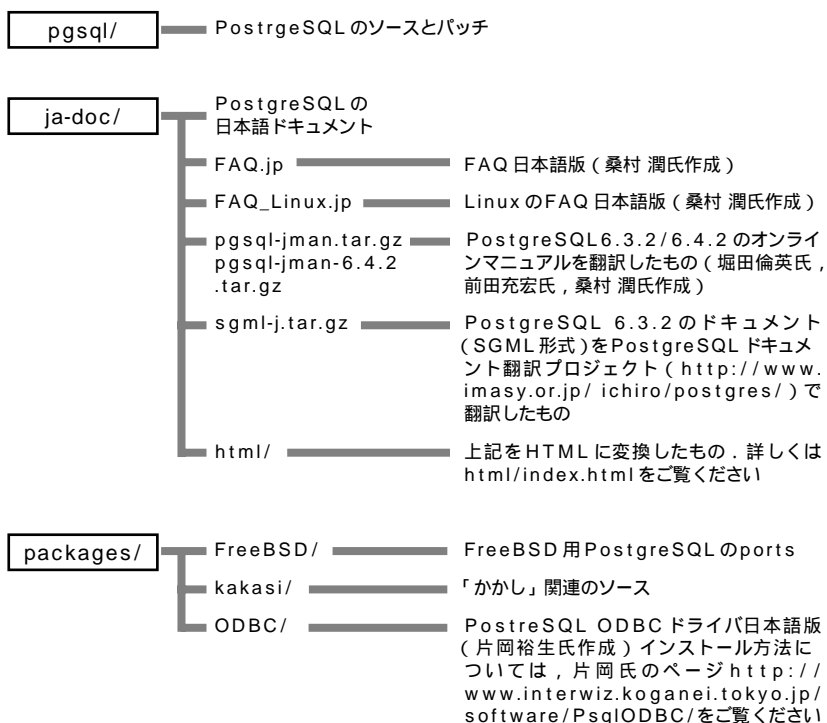 pgsql/ PostrgeSQLのソースとパッチ
ja-doc/ PostgreSQLの
日本語ドキュメント
FAQ.jp FAQ日本語版(桑村 潤氏作成)
FAQ_Linux.jp LinuxのFAQ日本語版(桑村 潤氏作成)
pgsql-jman.tar.gz PostgreSQL6.3.2/6.4.2のオンライ
pgsql-jman-6.4.2 ンマニュアルを翻訳したもの(堀田倫英氏,
.tar.gz 前田充宏氏,桑村 潤氏作成)
sgml-j.tar.gz PostgreSQL 6.3.2のドキュメント
(SGML形式)をPostgreSQLドキュメ
ント翻訳プロジェクト(http://www.
imasy.or.jp/ ichiro/postgres/)で
翻訳したもの
html/ 上記をHTMLに変換したもの.詳しくは
html/index.htmlをご覧ください
packages/ FreeBSD/ FreeBSD用PostgreSQLのports
kakasi/ 「かかし」関連のソース
ODBC/ PostreSQL ODBCドライバ日本語版
(片岡裕生氏作成)インストール方法に
ついては,片岡氏のページhttp://
www.interwiz.koganei.tokyo.jp/
software/PsqlODBC/をご覧ください